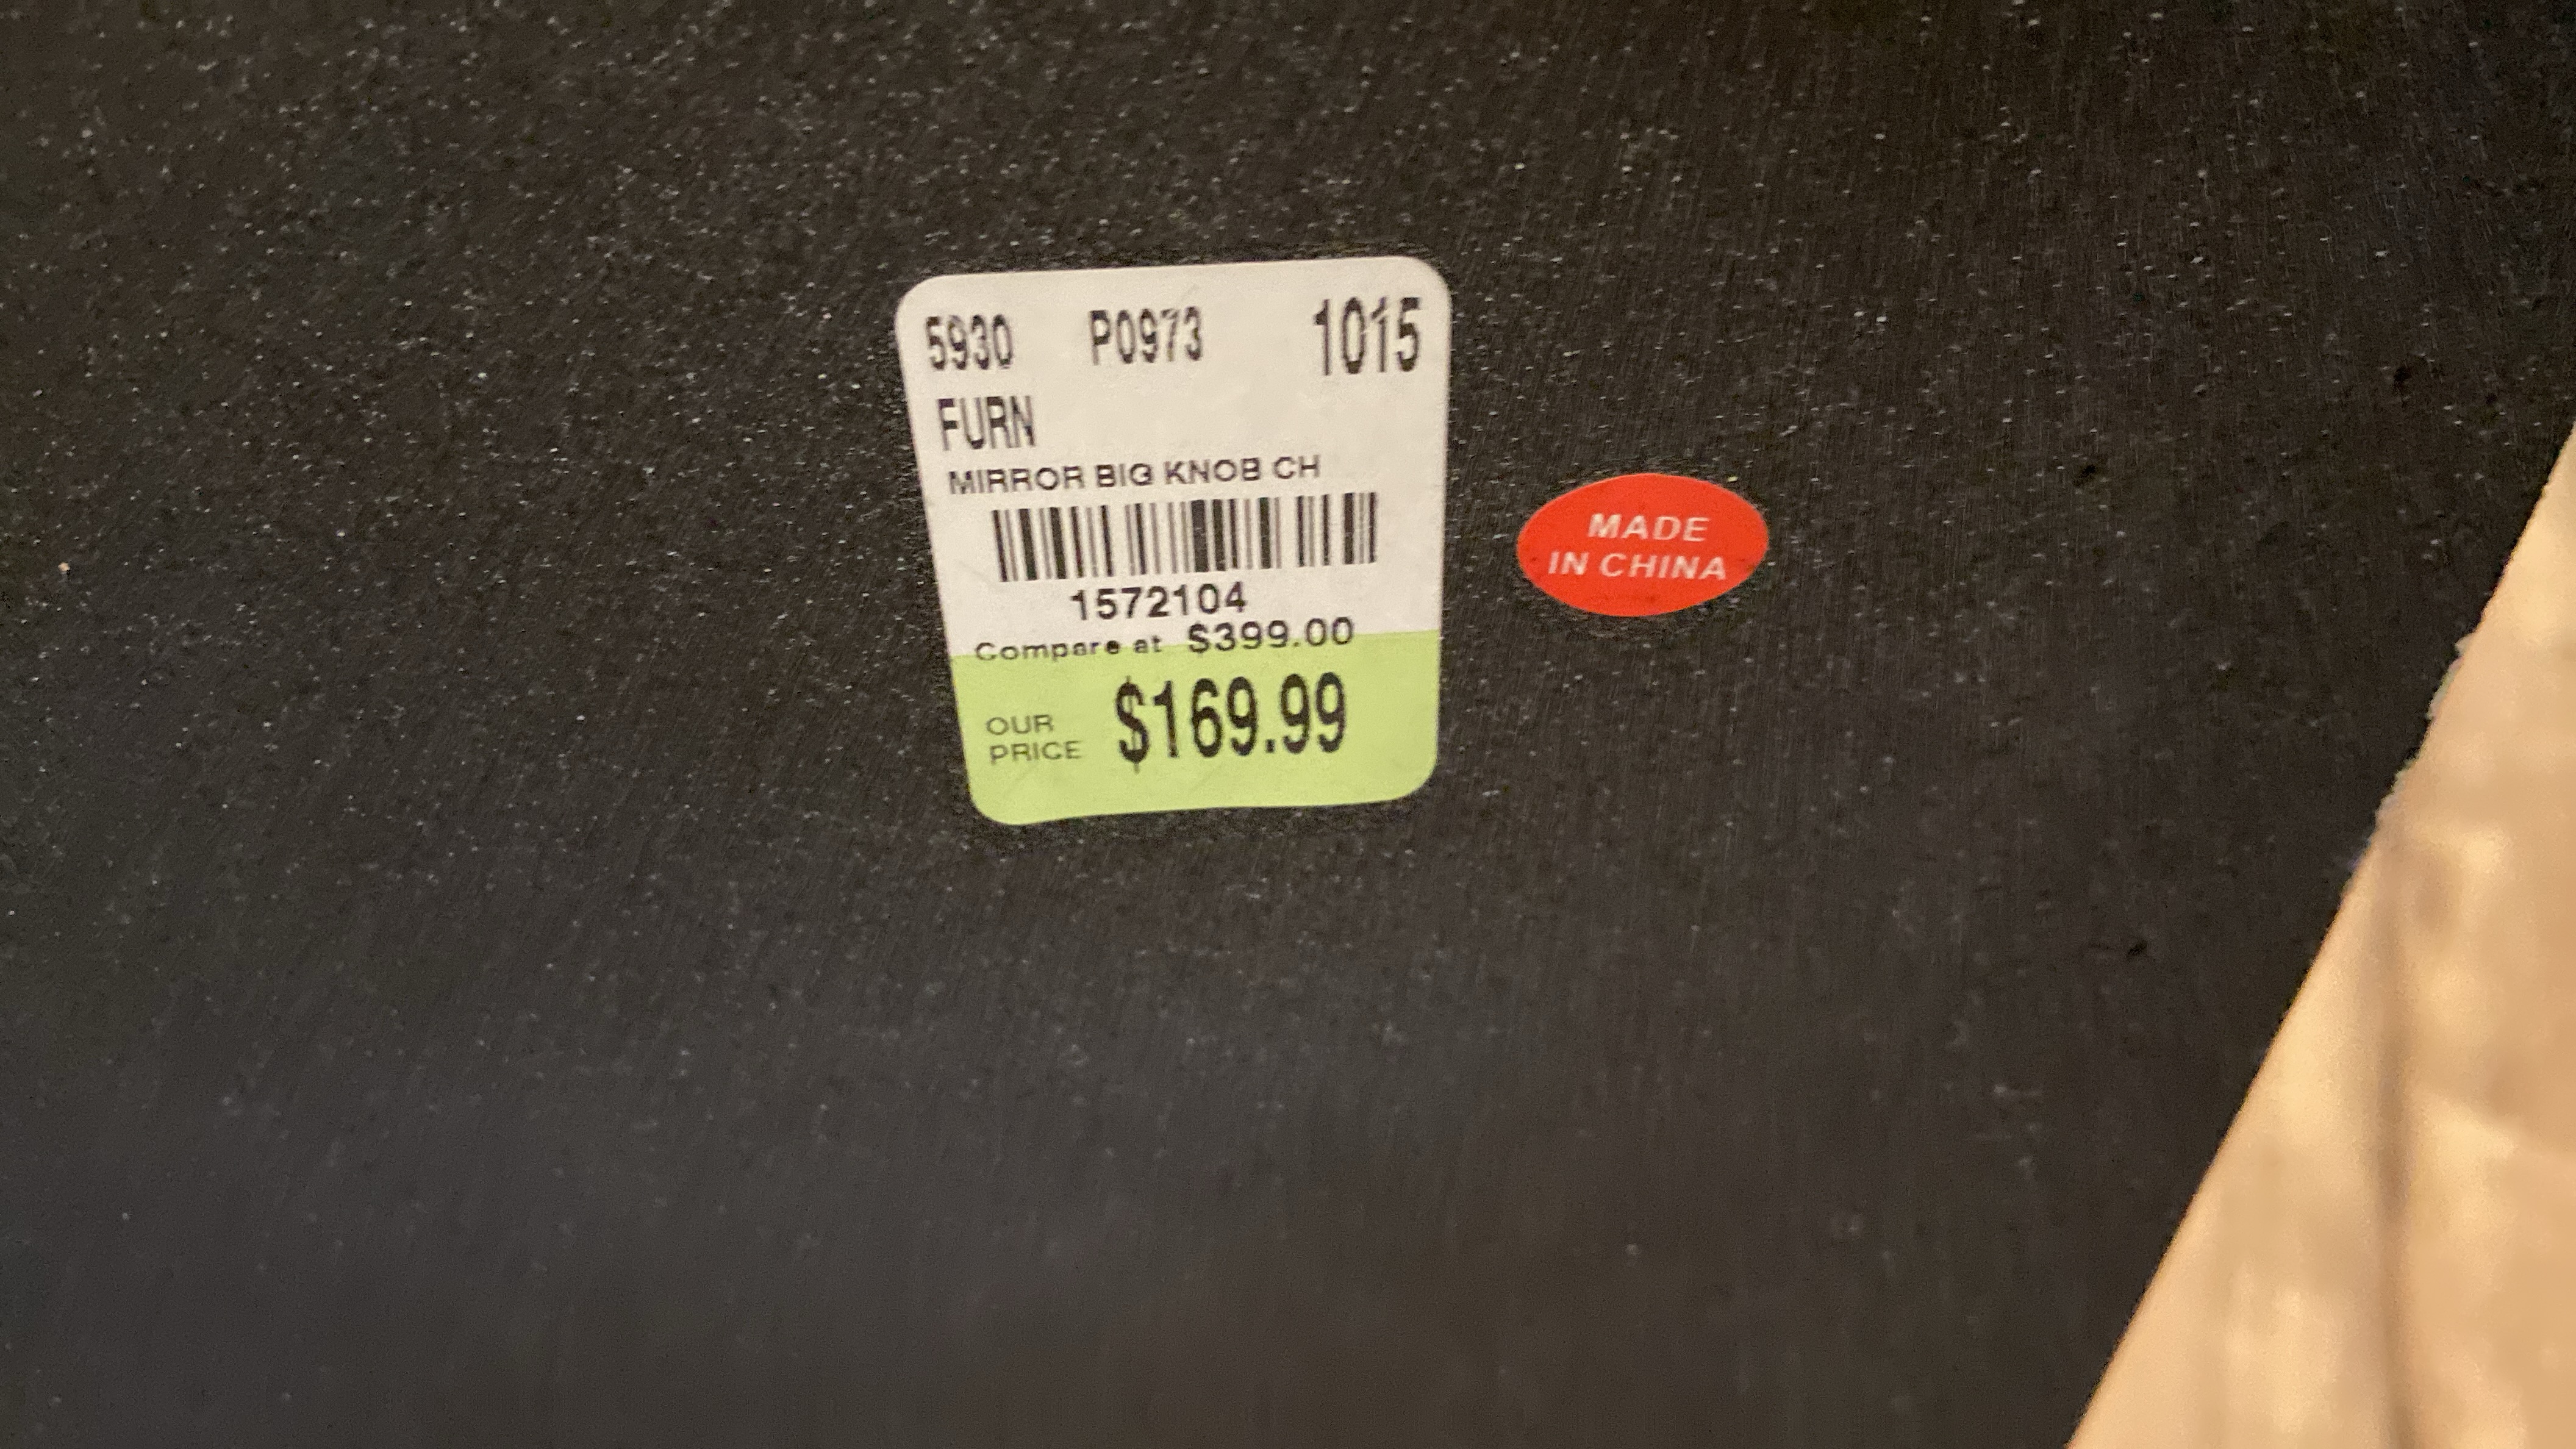 5930 P0973 1015
FURN
MIRROR BIG KNOB CH
1572104
Compare at $399.00
OUR PRICE $169.99
MADE
IN CHINA